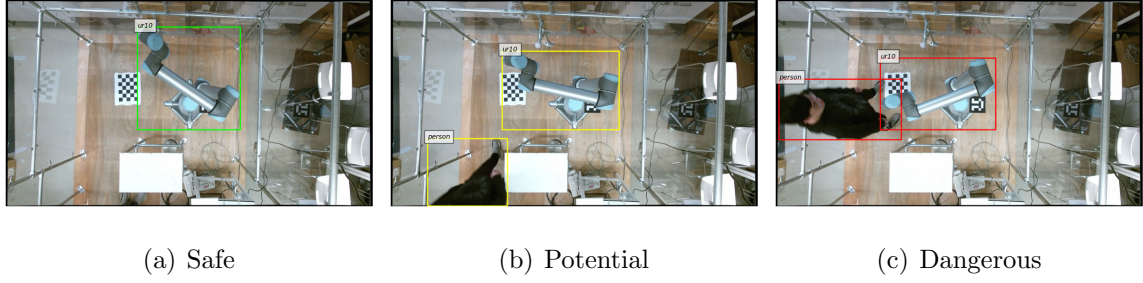 ur10
ur10
person
ur10
person
(a) Safe
(b) Potential
(c) Dangerous